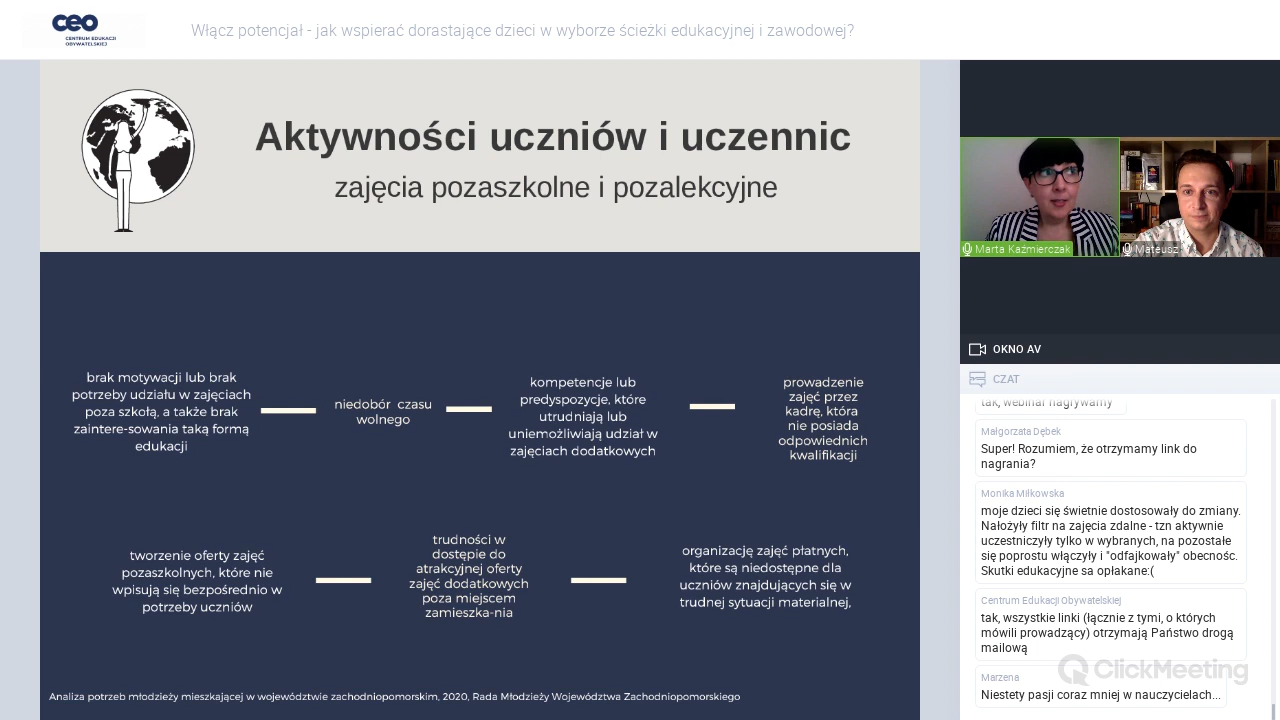 ceo
CENTRUM EDUKACJI
OBYWATELSKIEJ
Włącz potencjał - jak wspierać dorastające dzieci w wyborze ścieżki edukacyjnej i zawodowej?
Aktywności uczniów i uczennic
zajęcia pozaszkolne i pozalekcyjne
brak motywacji lub brak
potrzeby udziału w zajęciach
poza szkołą, a także brak
zaintere-sowania taką formą
edukacji
niedobór czasu
wolnego
kompetencje lub
predyspozycje, które
utrudniają lub
uniemożliwiają udział w
zajęciach dodatkowych
prowadzenie
zajęć przez
kadrę, która
nie posiada
odpowiednich
kwalifikacji
tworzenie oferty zajęć
pozaszkolnych, które nie
wpisują się bezpośrednio w
potrzeby uczniów
trudności w
dostępie do
atrakcyjnej oferty
zajęć dodatkowych
poza miejscem
zamieszka-nia
organizację zajęć płatnych,
które są niedostępne dla
uczniów znajdujących się w
trudnej sytuacji materialnej,
Analiza potrzeb młodzieży mieszkającej w województwie zachodniopomorskim, 2020, Rada Młodzieży Województwa Zachodniopomorskiego
Marta Kaźmierczak
Mateusz
OKNO AV
CZAT
tak, webinar nagrywamy
Małgorzata Dębek
Super! Rozumiem, że otrzymamy link do
nagrania?
Monika Milkowska
moje dzieci się świetnie dostosowały do zmiany.
Nałożyły filtr na zajęcia zdalne - tzn aktywnie
uczestniczyły tylko w wybranych, na pozostałe
się poprostu włączyły i "odfajkowały" obecnośc.
Skutki edukacyjne sa opłakane:(
Centrum Edukacji Obywatelskiej
tak, wszystkie linki (łącznie z tymi, o których
mówili prowadzący) otrzymają Państwo drogą
mailową
ClickMeeting
Marzena
Niestety pasji coraz mniej w nauczycielach...